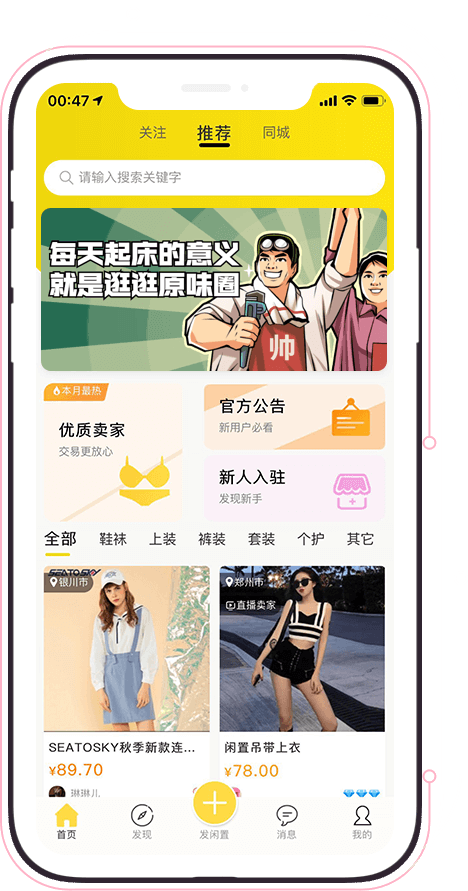 00:47
关注 推荐 同城
请输入搜索关键字
每天起床的意义
就是逛逛原味圈
帅
本月最热
优质卖家
交易更放心
官方公告
新用户必看
新人入驻
发现新手
全部 鞋袜 上装 裤装 套装 个护 其它
SEATOSKY
银川市
郑州市
直播卖家
SEATOSKY秋季新款连...
¥89.70
琳琳儿
闲置吊带上衣
¥78.00
首页 发现 发闲置 消息 我的